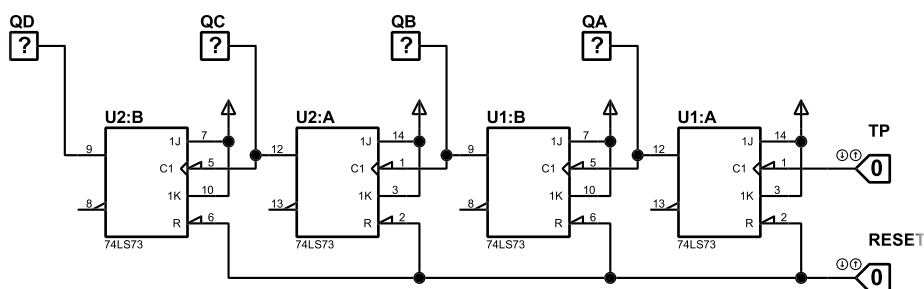 QD QC QB QA
? ? ? ?
U2:B U2:A U1:B U1:A
TP
1J 7 1J 14 1J 7 1J 14
9 C1 5 12 C1 1 9 C1 5 12 C1 1 0
1K 10 1K 3 1K 10 1K 3
8 R 6 13 R 2 8 R 6 13 R 2
74LS73 74LS73 74LS73 74LS73
RESET
0